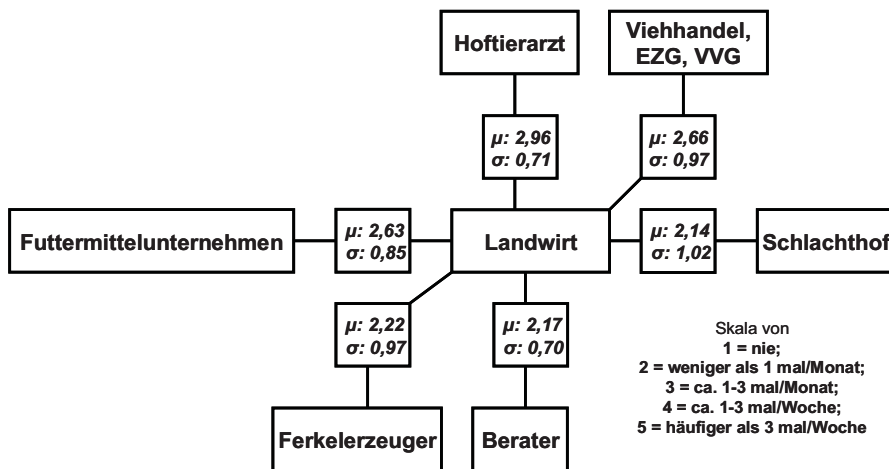 Hoftierarzt
Viehhandel,
EZG, VVG
µ: 2,96
σ: 0,71
µ: 2,66
σ: 0,97
Futtermittelunternehmen
µ: 2,63
σ: 0,85
Landwirt
µ: 2,14
σ: 1,02
Schlachthof
µ: 2,22
σ: 0,97
µ: 2,17
σ: 0,70
Ferkelerzeuger
Berater
Skala von
1 = nie;
2 = weniger als 1 mal/Monat;
3 = ca. 1-3 mal/Monat;
4 = ca. 1-3 mal/Woche;
5 = häufiger als 3 mal/Woche